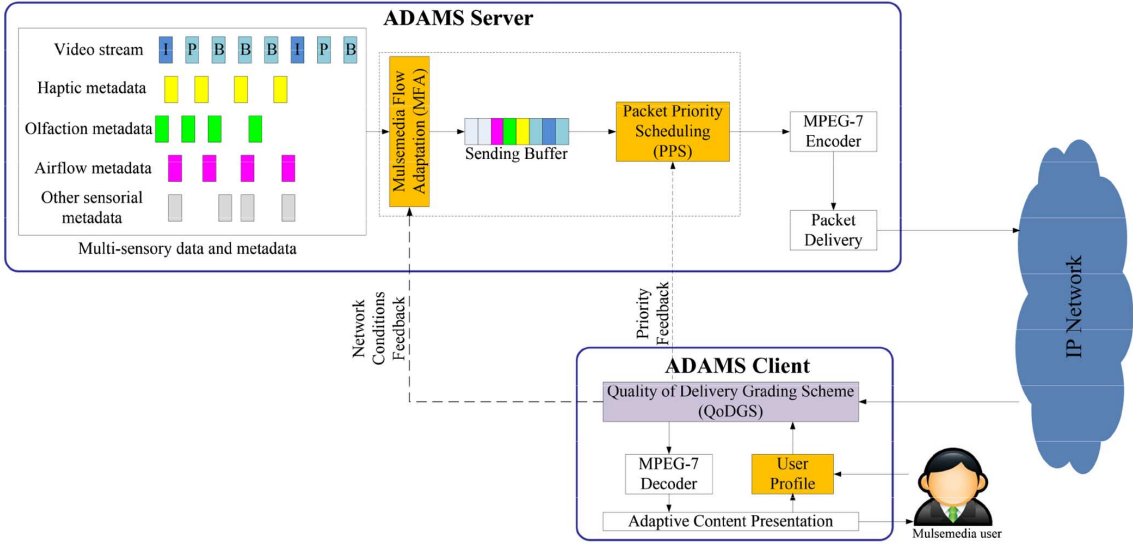 ADAMS Server
Video stream
I P B B B I P B
Haptic metadata
Olfaction metadata
Airflow metadata
Other sensorial
metadata
Multi-sensory data and metadata
Mulsemedia Flow
Adaptation (MFA)
Sending Buffer
Packet Priority
Scheduling
(PPS)
MPEG-7
Encoder
Packet
Delivery
IP Network
Network
Conditions
Feedback
Priority
Feedback
ADAMS Client
Quality of Delivery Grading Scheme
(QoDGS)
MPEG-7
Decoder
User
Profile
Adaptive Content Presentation
Mulsemedia user